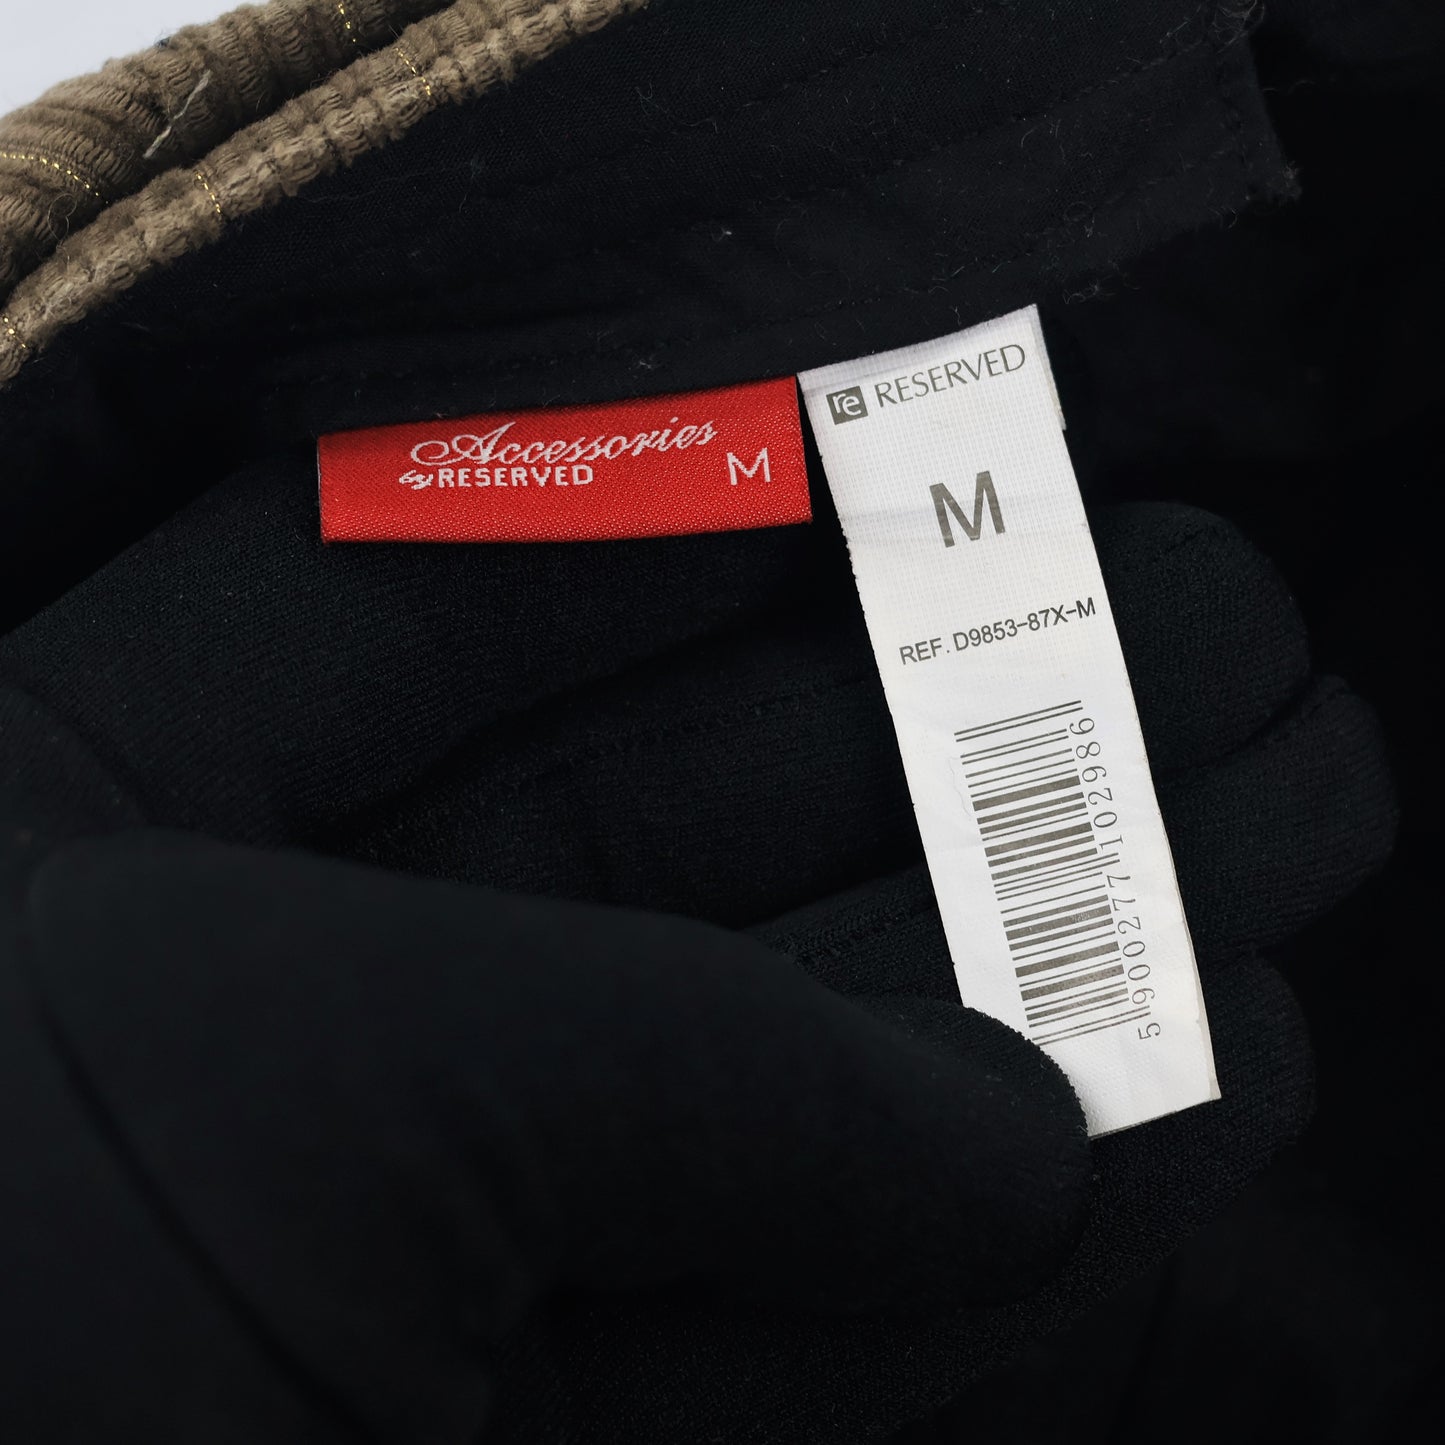 Accessories
by RESERVED
M
re RESERVED
M
REF. D9853-87X-M
5900277102986